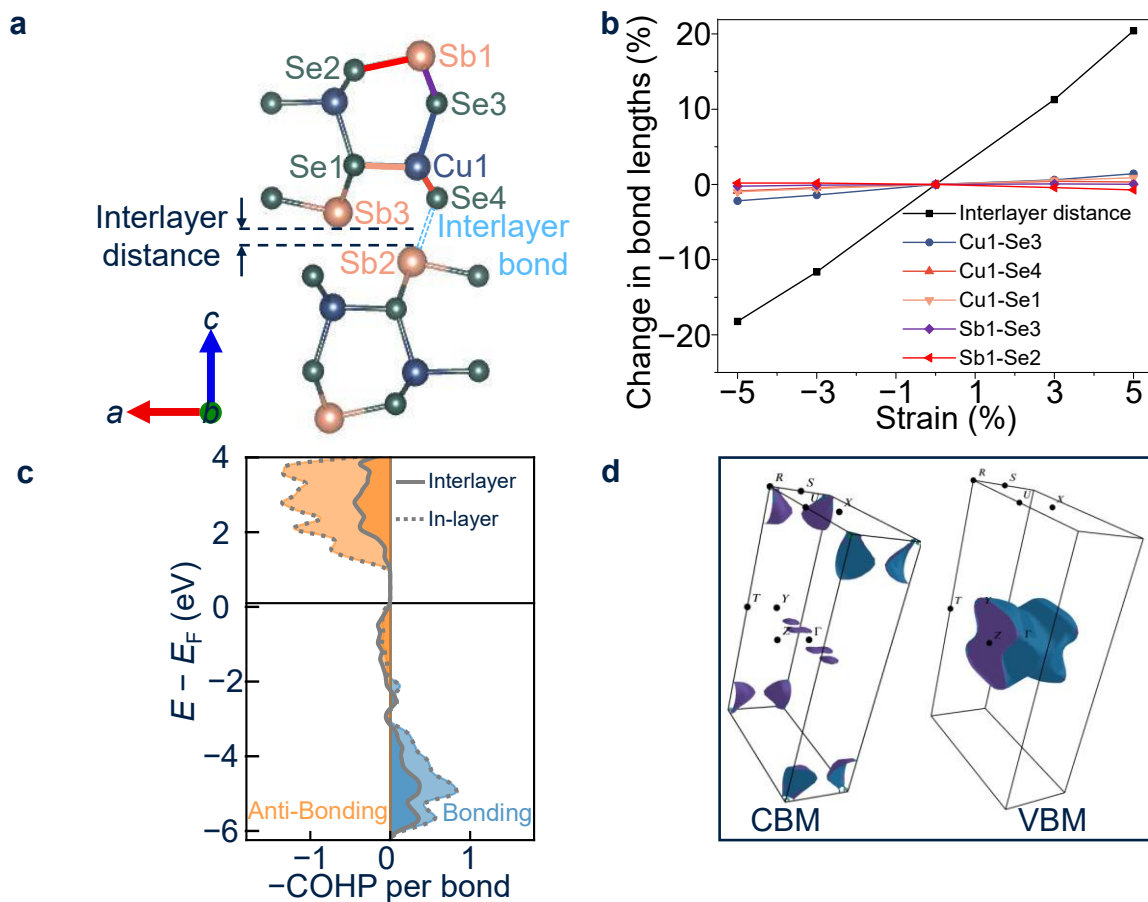 a
Se2
Sb1
Se3
Se1
Cu1
Se4
Sb3
Interlayer
distance
Interlayer
bond
Sb2
c
a
b
b
Change in bond lengths (%)
20
10
0
−10
−20
Interlayer distance
Cu1-Se3
Cu1-Se4
Cu1-Se1
Sb1-Se3
Sb1-Se2
−5 −3 −1 1 3 5
Strain (%)
c
E − E_F (eV)
4
2
0
−2
−4
−6
Interlayer
In-layer
Anti-Bonding
Bonding
−1 0 1
−COHP per bond
d
R
S
U
X
T
Y
Z
Γ
CBM
R
S
U
X
T
Y
Z
Γ
VBM